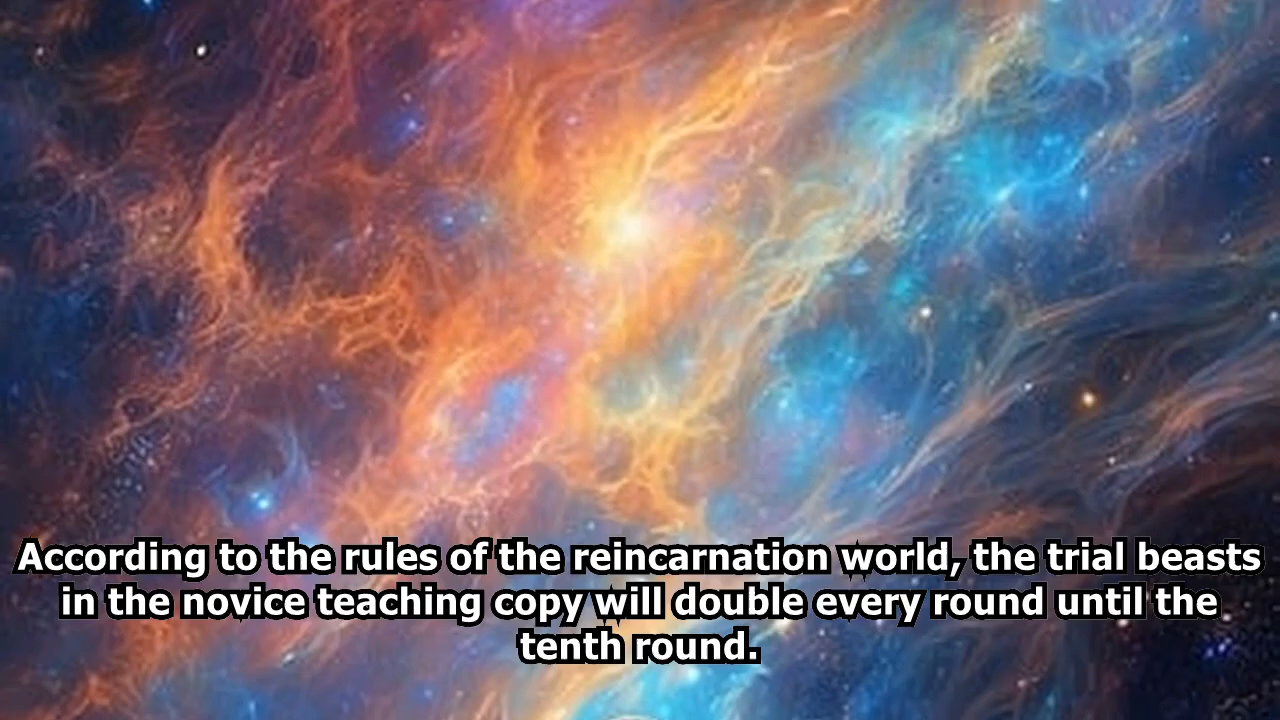 According to the rules of the reincarnation world, the trial beasts
in the novice teaching copy will double every round until the
tenth round.